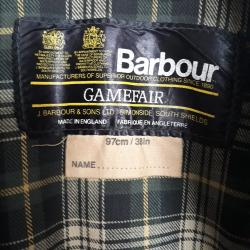 Barbour
MANUFACTURERS OF SUPERIOR OUTDOOR CLOTHING SINCE 1890
GAMEFAIR
J. BARBOUR & SONS LTD SIMONSIDE SOUTH SHIELDS
MADE IN ENGLAND FABRIQUE EN ANGLETERRE
97cm / 38in
NAME